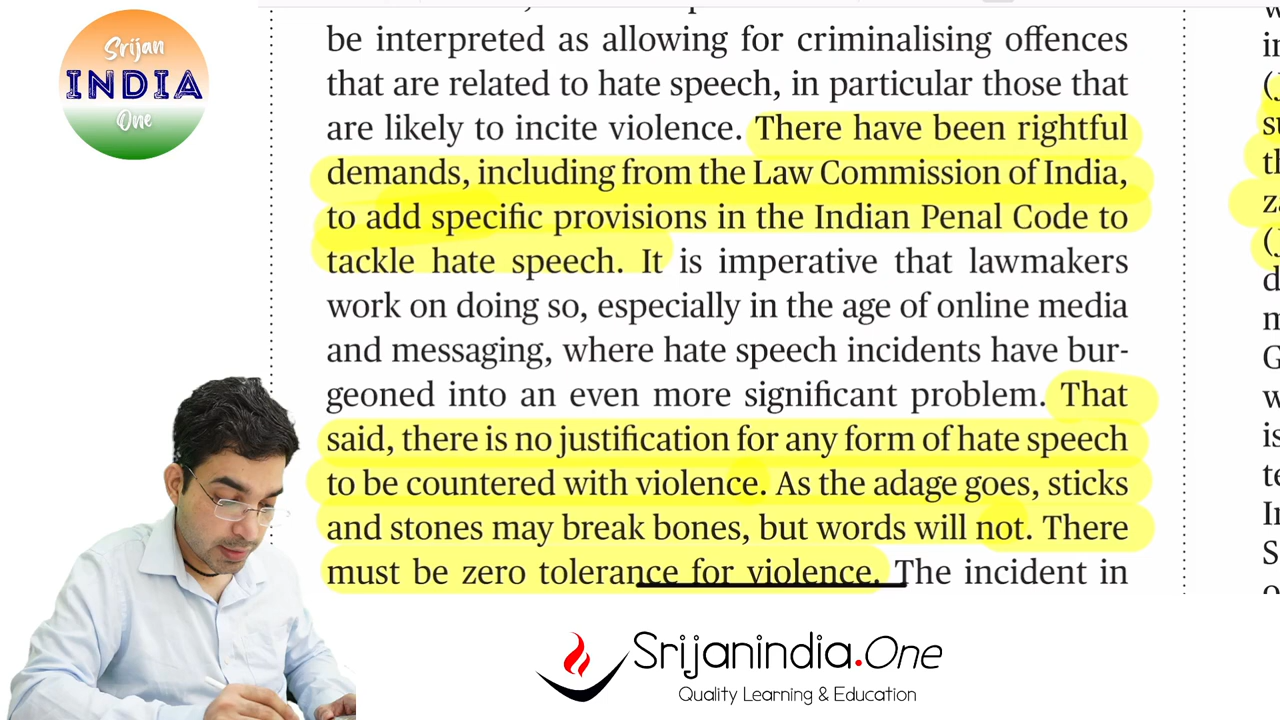 Srijan
INDIA
One
be interpreted as allowing for criminalising offences
that are related to hate speech, in particular those that
are likely to incite violence. There have been rightful
demands, including from the Law Commission of India,
to add specific provisions in the Indian Penal Code to
tackle hate speech. It is imperative that lawmakers
work on doing so, especially in the age of online media
and messaging, where hate speech incidents have bur-
geoned into an even more significant problem. That
said, there is no justification for any form of hate speech
to be countered with violence. As the adage goes, sticks
and stones may break bones, but words will not. There
must be zero tolerance for violence. The incident in
Srijanindia.One
Quality Learning & Education